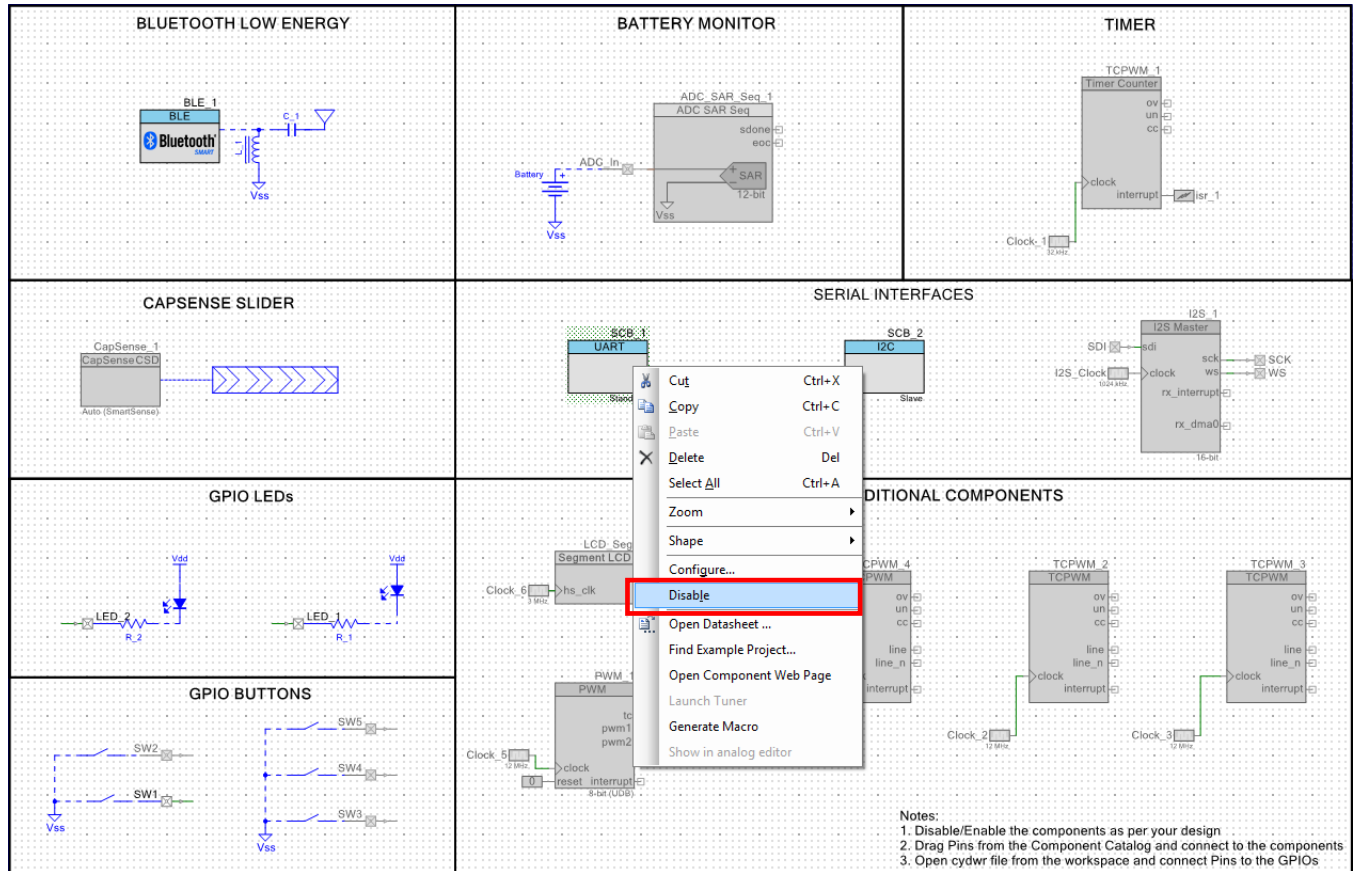 BLUETOOTH LOW ENERGY
BLE_1
BLE
Bluetooth
SMART
C_1
L_1
Vss
BATTERY MONITOR
ADC_SAR_Seq_1
ADC SAR Seq
sdone
eoc
ADC_In
Battery
SAR
12-bit
Vss
Vss
TIMER
TCPWM_1
Timer Counter
ov
un
cc
clock
interrupt
isr_1
Clock_1
32 kHz
CAPSENSE SLIDER
CapSense_1
CapSense CSD
Auto (SmartSense)
SERIAL INTERFACES
SCB_1
UART
Stand
SCB_2
I2C
Slave
I2S_1
I2S Master
SDI
sdi
sck
SCK
I2S_Clock
1024 kHz
clock
ws
WS
rx_interrupt
rx_dma0
16-bit
Cut Ctrl+X
Copy Ctrl+C
Paste Ctrl+V
Delete Del
Select All Ctrl+A
Zoom
Shape
Configure...
Disable
Open Datasheet ...
Find Example Project...
Open Component Web Page
Launch Tuner
Generate Macro
Show in analog editor
GPIO LEDs
Vdd
LED_2
R_2
Vdd
LED_1
R_1
GPIO BUTTONS
SW2
SW1
Vss
SW5
SW4
SW3
Vss
DITIONAL COMPONENTS
LCD_Seg
Segment LCD
Clock_6
3 MHz
hs_clk
PWM_1
PWM
tc
pwm1
pwm2
Clock_5
12 MHz
clock
0
reset interrupt
8-bit (UDB)
CPWM_4
PWM
ov
un
cc
line
line_n
interrupt
TCPWM_2
TCPWM
ov
un
cc
line
line_n
clock
interrupt
Clock_2
12 MHz
TCPWM_3
TCPWM
ov
un
cc
line
line_n
clock
interrupt
Clock_3
12 MHz
Notes:
1. Disable/Enable the components as per your design
2. Drag Pins from the Component Catalog and connect to the components
3. Open cydwr file from the workspace and connect Pins to the GPIOs